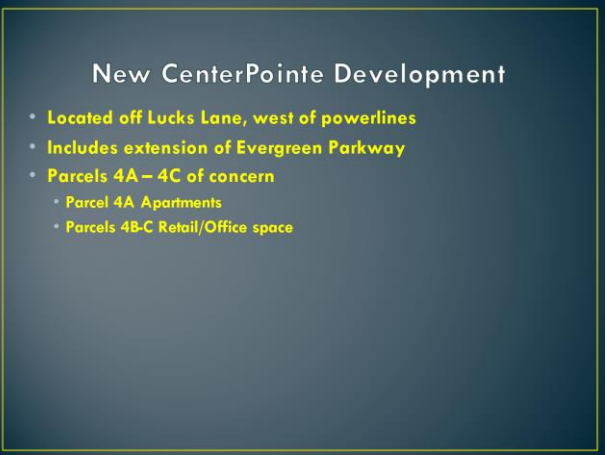 New CenterPointe Development
• Located off Lucks Lane, west of powerlines
• Includes extension of Evergreen Parkway
• Parcels 4A – 4C of concern
• Parcel 4A Apartments
• Parcels 4B-C Retail/Office space